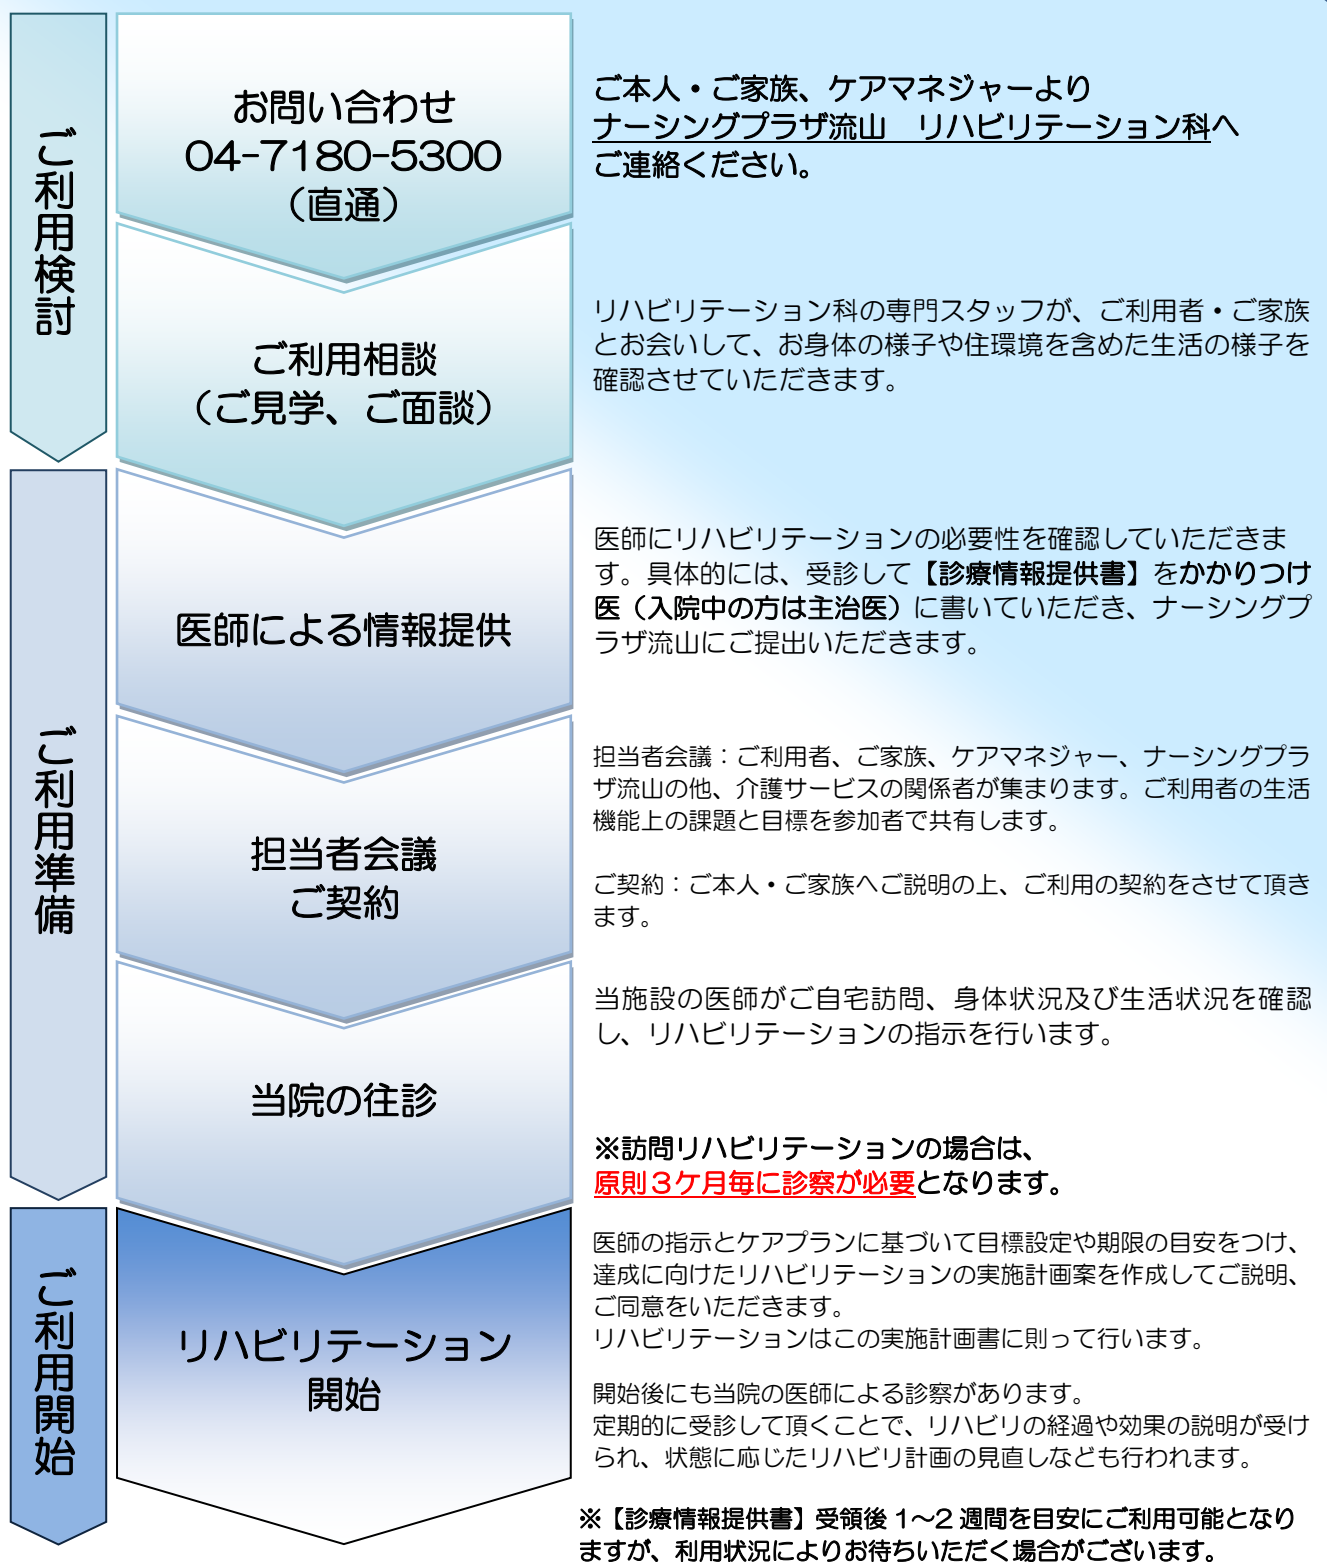 ご利用検討
お問い合わせ
04-7180-5300
（直通）
ご本人・ご家族、ケアマネジャーより
ナーシングプラザ流山　リハビリテーション科へ
ご連絡ください。
ご利用相談
（ご見学、ご面談）
リハビリテーション科の専門スタッフが、ご利用者・ご家族
とお会いして、お身体の様子や住環境を含めた生活の様子を
確認させていただきます。
ご利用準備
医師による情報提供
医師にリハビリテーションの必要性を確認していただきま
す。具体的には、受診して【診療情報提供書】をかかりつけ
医（入院中の方は主治医）に書いていただき、ナーシングプ
ラザ流山にご提出いただきます。
担当者会議
ご契約
担当者会議：ご利用者、ご家族、ケアマネジャー、ナーシングプラ
ザ流山の他、介護サービスの関係者が集まります。ご利用者の生活
機能上の課題と目標を参加者で共有します。
ご契約：ご本人・ご家族へご説明の上、ご利用の契約をさせて頂き
ます。
当院の往診
当施設の医師がご自宅訪問、身体状況及び生活状況を確認
し、リハビリテーションの指示を行います。
※訪問リハビリテーションの場合は、
原則３ケ月毎に診察が必要となります。
ご利用開始
リハビリテーション
開始
医師の指示とケアプランに基づいて目標設定や期限の目安をつけ、
達成に向けたリハビリテーションの実施計画案を作成してご説明、
ご同意をいただきます。
リハビリテーションはこの実施計画書に則って行います。
開始後にも当院の医師による診察があります。
定期的に受診して頂くことで、リハビリの経過や効果の説明が受け
られ、状態に応じたリハビリ計画の見直しなども行われます。
※【診療情報提供書】受領後 1～2 週間を目安にご利用可能となり
ますが、利用状況によりお待ちいただく場合がございます。